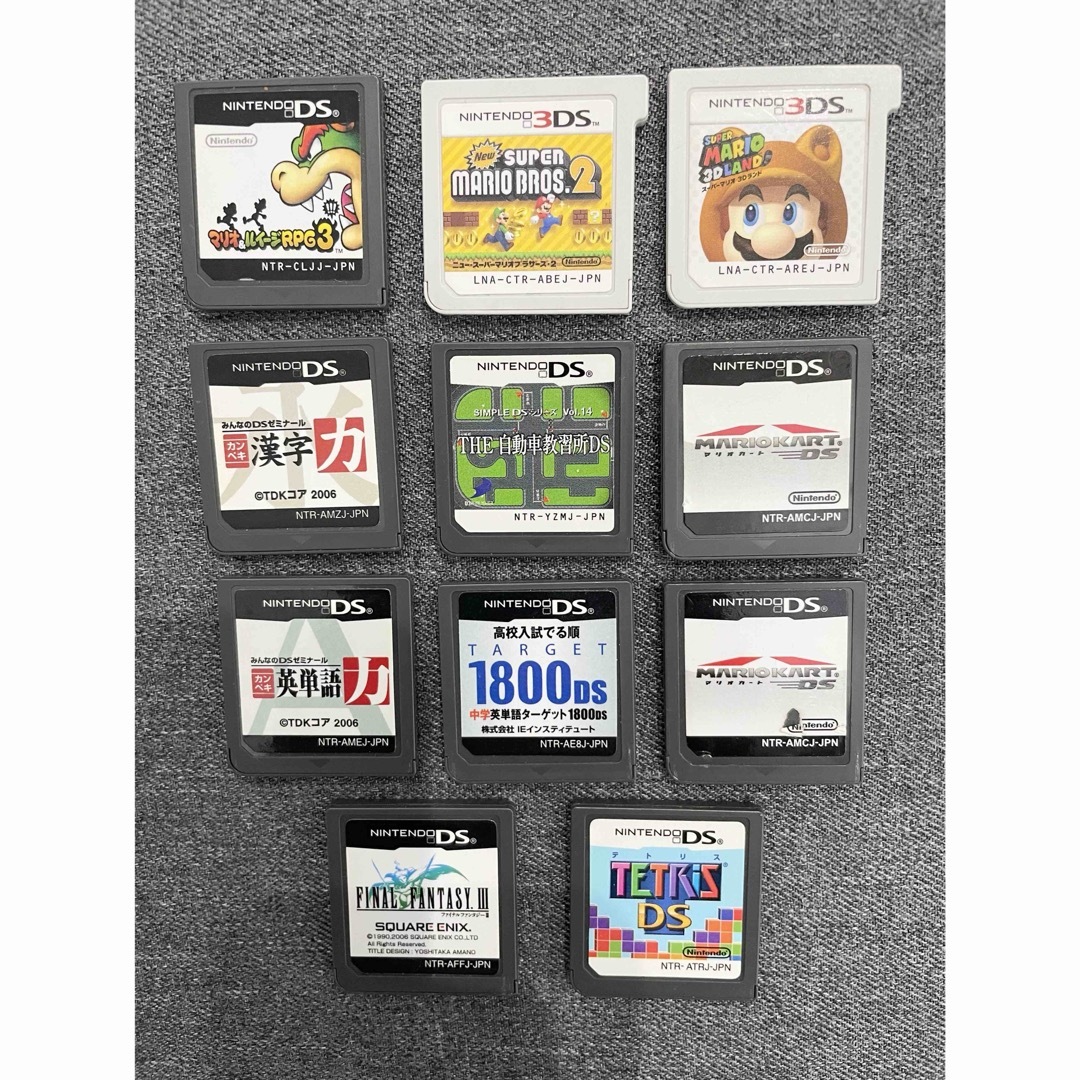 NINTENDO DS®
Nintendo
マリオ&ルイージRPG3!!!™
NTR-CLJJ-JPN
NINTENDO 3DS™
New SUPER
MARIO BROS. 2
ニュー・スーパーマリオブラザーズ・2 Nintendo
LNA-CTR-ABEJ-JPN
NINTENDO 3DS™
SUPER
MARIO
3D LAND
スーパーマリオ 3Dランド
Nintendo
LNA-CTR-AREJ-JPN
NINTENDO DS®
永
みんなのDSゼミナール
カンペキ 漢字力
©TDKコア 2006
NTR-AMZJ-JPN
NINTENDO DS®
SIMPLE DSシリーズ Vol.14
THE 自動車教習所DS
NTR-YZMJ-JPN
NINTENDO DS®
MARIOKART®
マリオカート DS
Nintendo
NTR-AMCJ-JPN
NINTENDO DS®
A
みんなのDSゼミナール
カンペキ 英単語力
©TDKコア 2006
NTR-AMEJ-JPN
NINTENDO DS®
高校入試でる順
TARGET
1800DS
中学英単語ターゲット1800DS
株式会社 IEインスティテュート
NTR-AE8J-JPN
NINTENDO DS®
MARIOKART®
マリオカート DS
Nintendo
NTR-AMCJ-JPN
NINTENDO DS®
FINAL FANTASY III
ファイナルファンタジーIII
SQUARE ENIX.
©1990,2006 SQUARE ENIX CO.,LTD
All Rights Reserved.
TITLE DESIGN : YOSHITAKA AMANO
NTR-AFFJ-JPN
NINTENDO DS®
テトリス
TETRIS®
DS
Nintendo
NTR- ATRJ-JPN